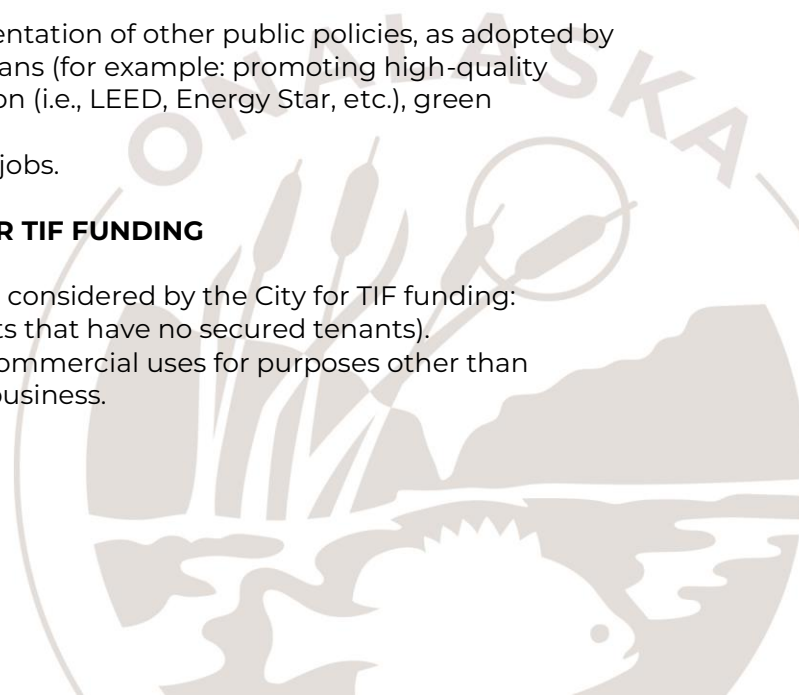 entation of other public policies, as adopted by
ans (for example: promoting high-quality
on (i.e., LEED, Energy Star, etc.), green
jobs.
R TIF FUNDING
considered by the City for TIF funding:
ts that have no secured tenants).
ommercial uses for purposes other than
business.
ONALASKA